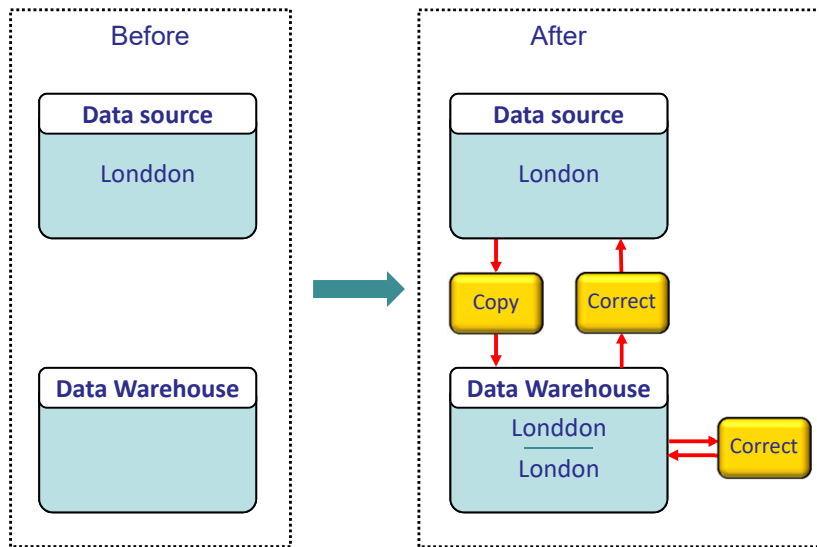 Before
Data source
Londdon
Data Warehouse
After
Data source
London
Copy
Correct
Data Warehouse
Londdon
London
Correct